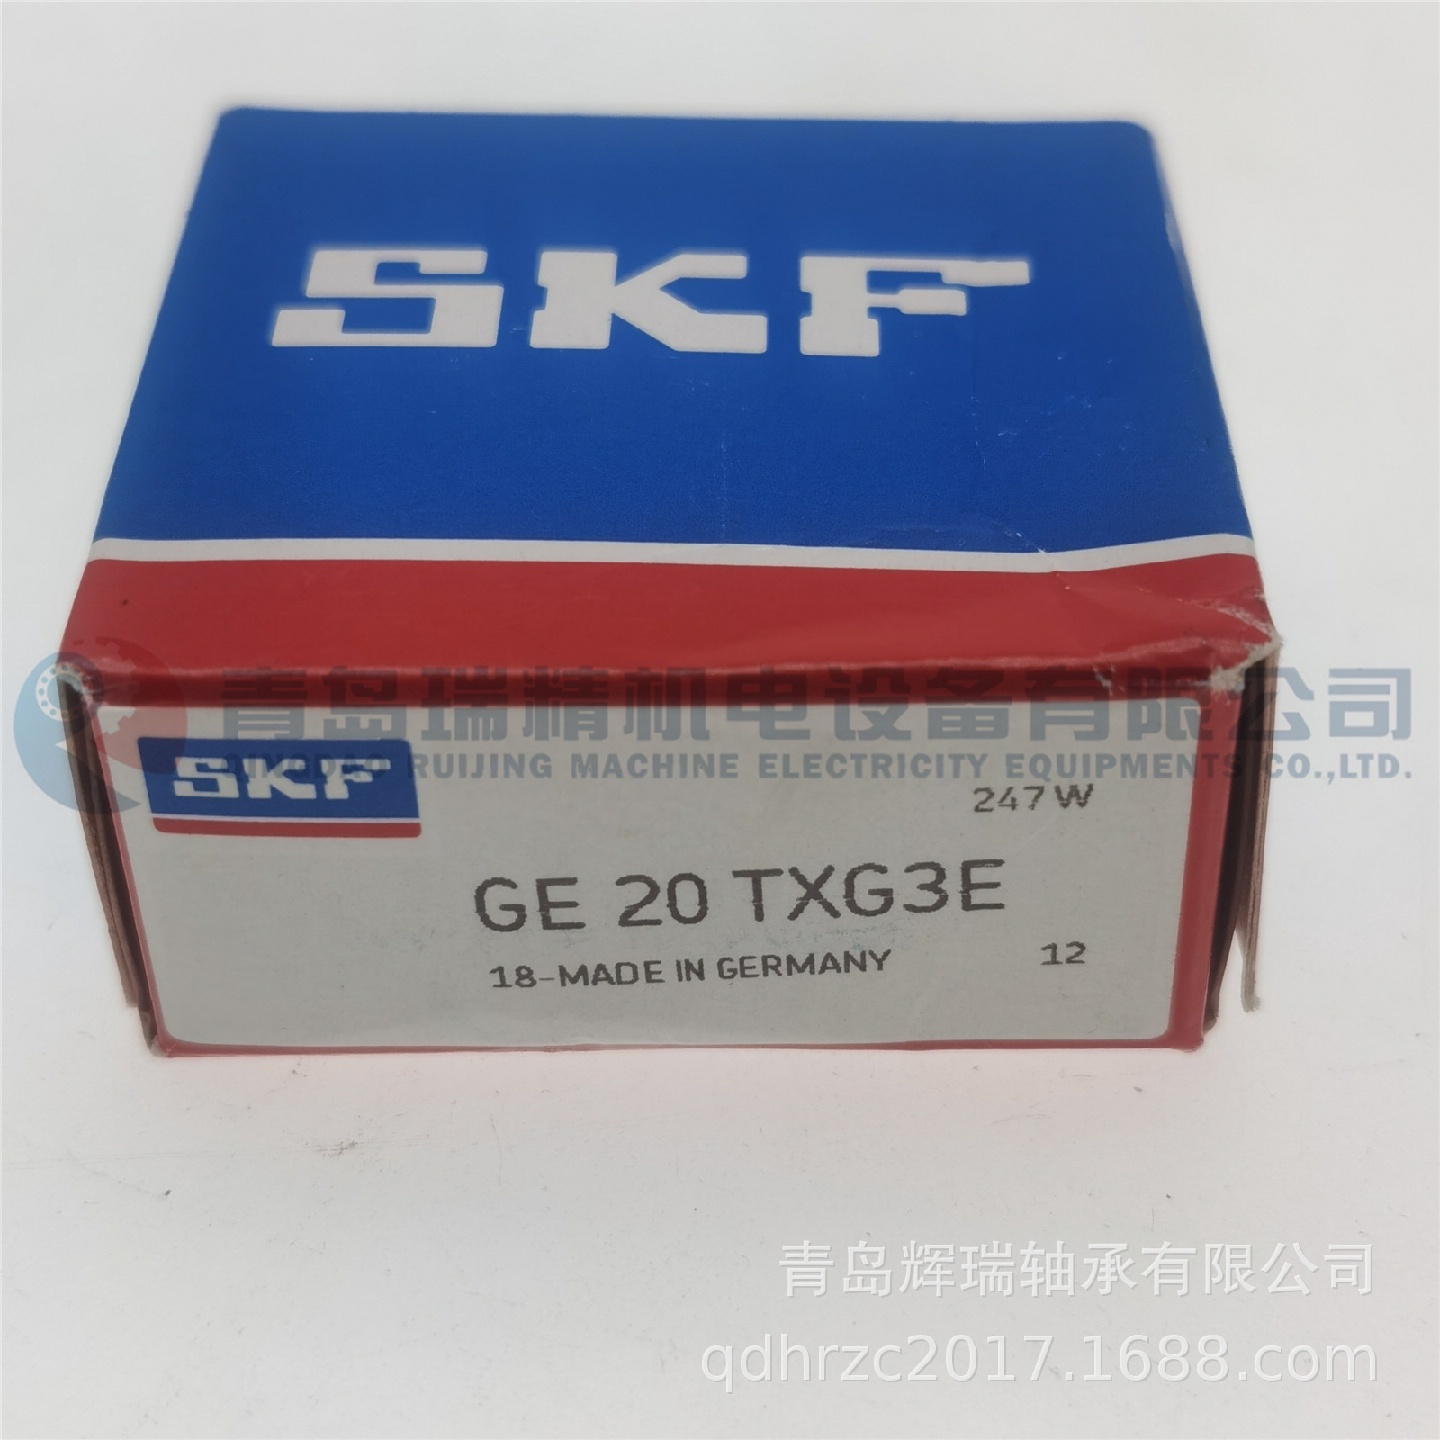 SKF
青岛瑞精机电设备有限公司
QINGDAO RUIJING MACHINE ELECTRICITY EQUIPMENTS CO.,LTD.
SKF
247W
GE 20 TXG3E
18-MADE IN GERMANY
12
青岛辉瑞轴承有限公司
qdhrzc2017.1688.com